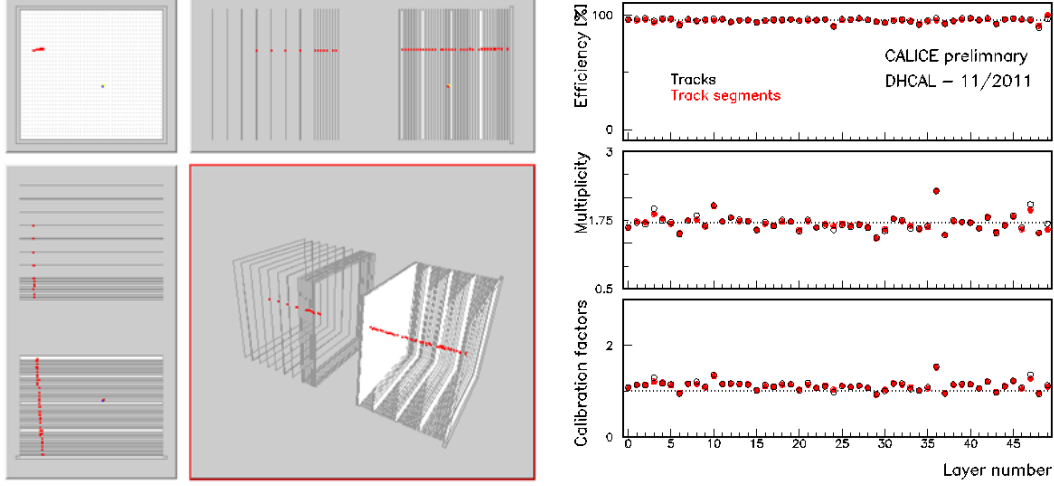 Efficiency [%]
100
0
CALICE prelimnary
DHCAL – 11/2011
Tracks
Track segments
Multiplicity
3
1.75
0.5
Calibration factors
2
0
0 5 10 15 20 25 30 35 40 45
Layer number